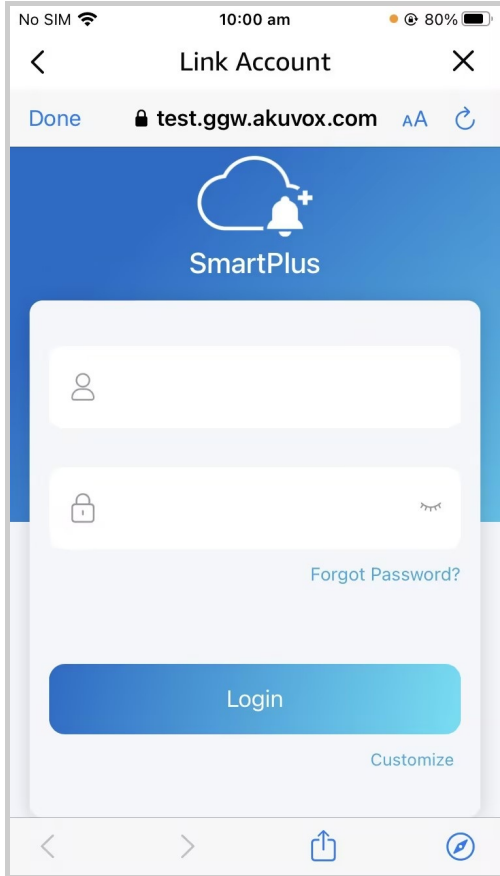 No SIM 10:00 am 80%
Link Account
Done test.ggw.akuvox.com AA
SmartPlus
Forgot Password?
Login
Customize